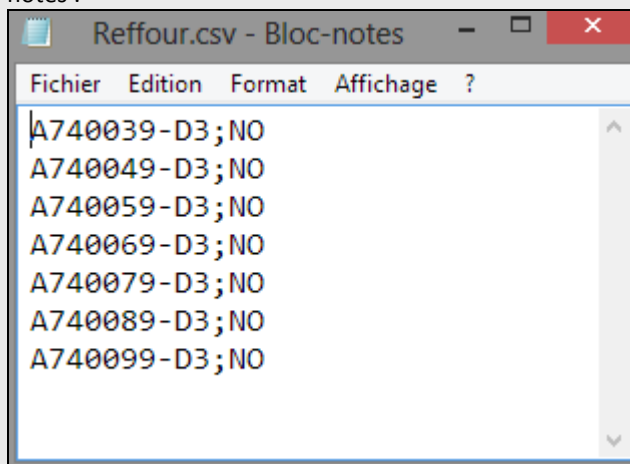 notes :
Reffour.csv - Bloc-notes
Fichier Edition Format Affichage ?
A740039-D3;NO
A740049-D3;NO
A740059-D3;NO
A740069-D3;NO
A740079-D3;NO
A740089-D3;NO
A740099-D3;NO